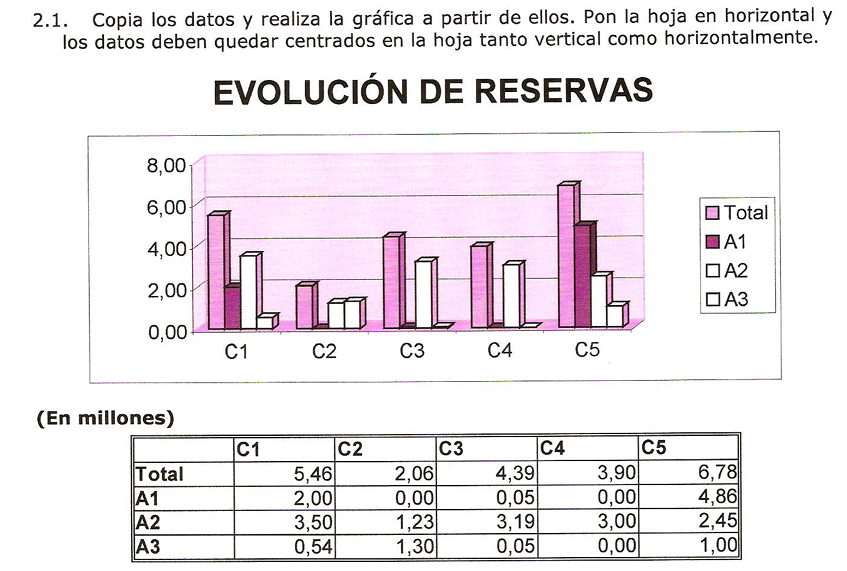 2.1. Copia los datos y realiza la gráfica a partir de ellos. Pon la hoja en horizontal y
los datos deben quedar centrados en la hoja tanto vertical como horizontalmente.
EVOLUCIÓN DE RESERVAS
8,00
6,00
4,00
2,00
0,00
C1 C2 C3 C4 C5
Total
A1
A2
A3
(En millones)
C1 C2 C3 C4 C5
Total 5,46 2,06 4,39 3,90 6,78
A1 2,00 0,00 0,05 0,00 4,86
A2 3,50 1,23 3,19 3,00 2,45
A3 0,54 1,30 0,05 0,00 1,00